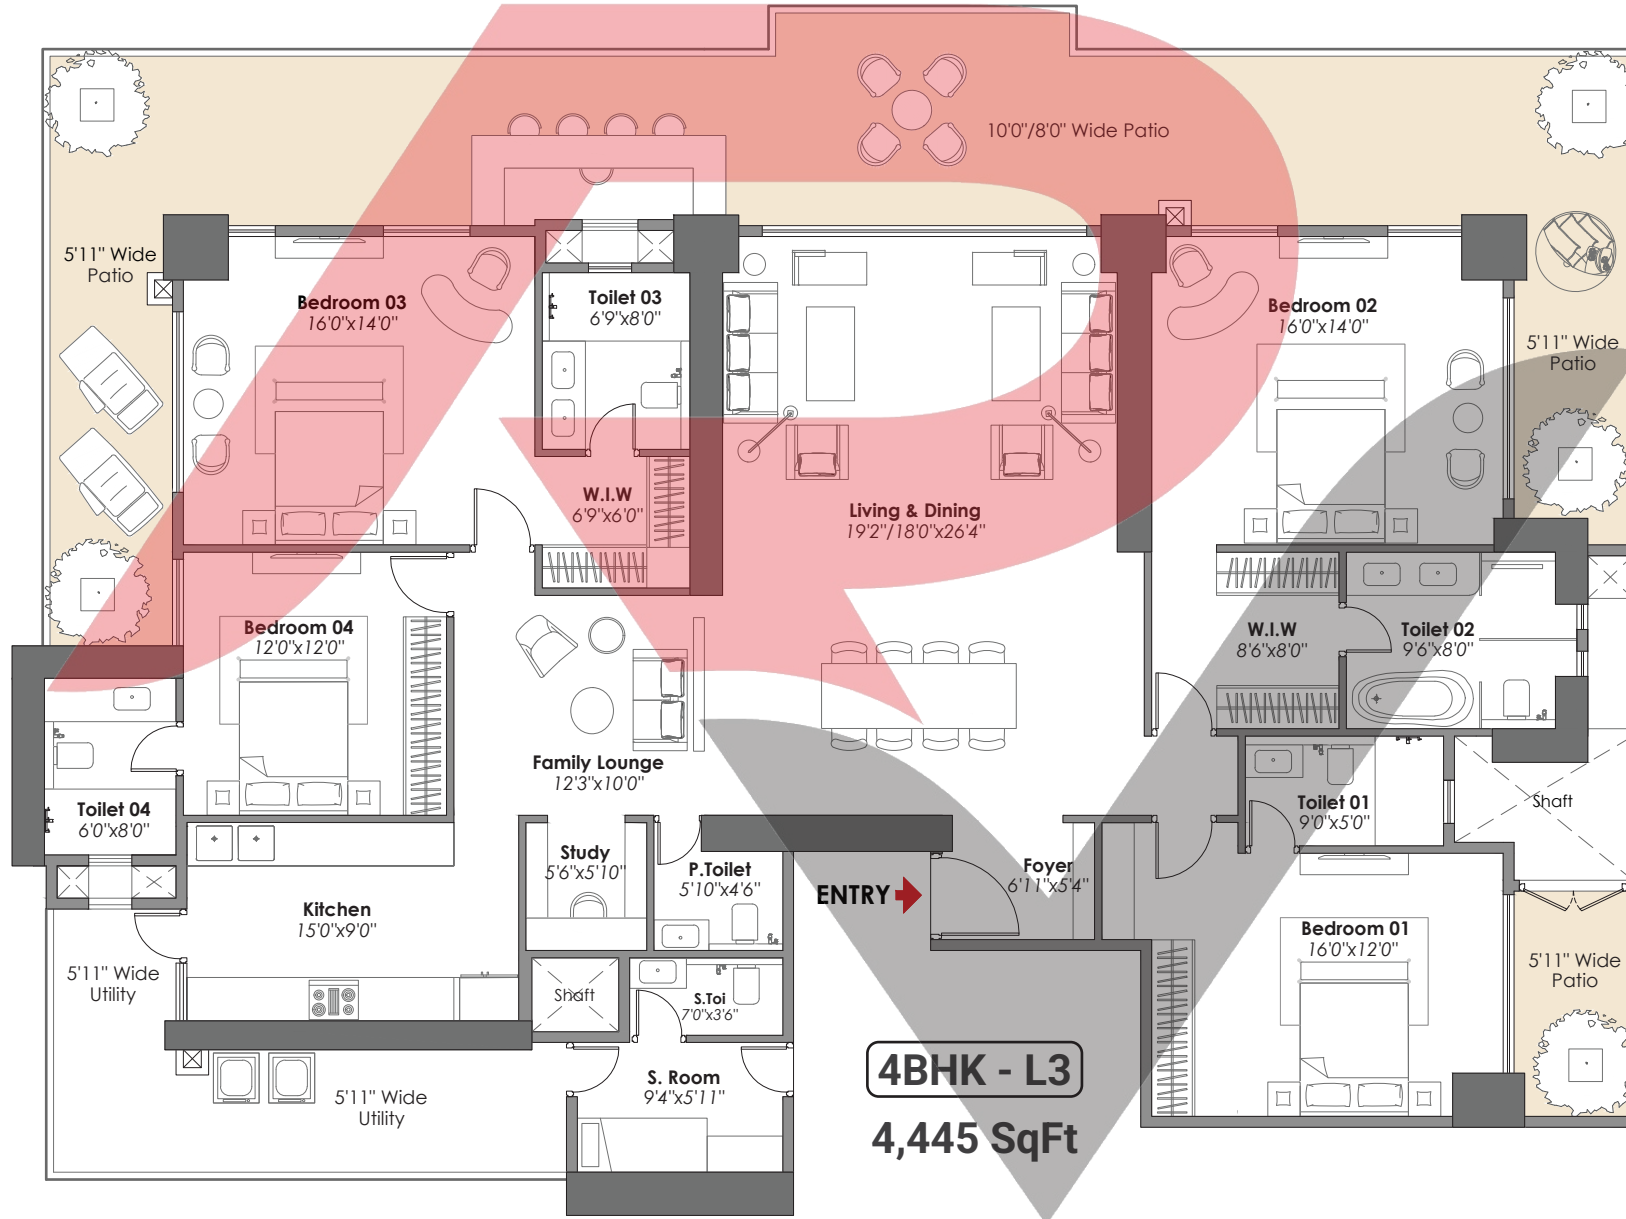 10'0"/8'0" Wide Patio
5'11" Wide
Patio
Bedroom 03
16'0"x14'0"
Toilet 03
6'9"x8'0"
Bedroom 02
16'0"x14'0"
5'11" Wide
Patio
W.I.W
6'9"x6'0"
Living & Dining
19'2"/18'0"x26'4"
Bedroom 04
12'0"x12'0"
W.I.W
8'6"x8'0"
Toilet 02
9'6"x8'0"
Family Lounge
12'3"x10'0"
Toilet 04
6'0"x8'0"
Toilet 01
9'0"x5'0"
Shaft
Study
5'6"x5'10"
P.Toilet
5'10"x4'6"
ENTRY
Foyer
6'11"x5'4"
Kitchen
15'0"x9'0"
Bedroom 01
16'0"x12'0"
5'11" Wide
Utility
5'11" Wide
Patio
Shaft
S.Toi
7'0"x3'6"
S. Room
9'4"x5'11"
5'11" Wide
Utility
4BHK - L3
4,445 SqFt